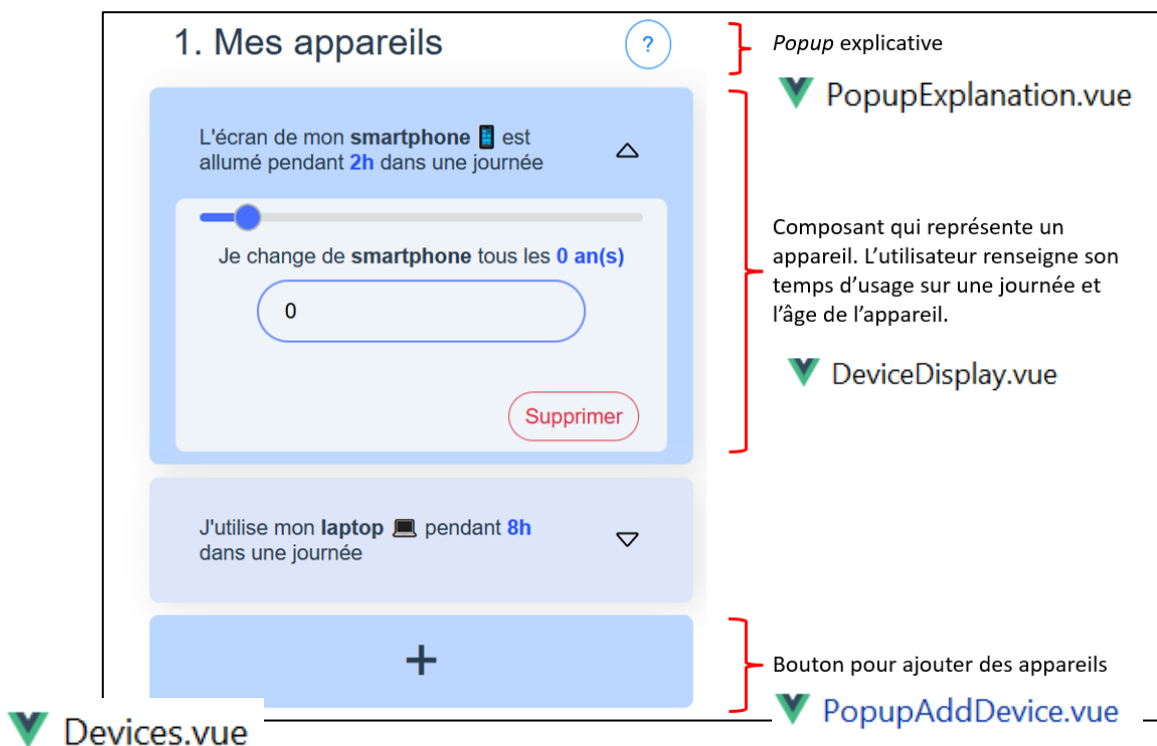 1. Mes appareils
?
Popup explicative
PopupExplanation.vue
L'écran de mon smartphone est
allumé pendant 2h dans une journée
Je change de smartphone tous les 0 an(s)
0
Supprimer
Composant qui représente un
appareil. L'utilisateur renseigne son
temps d'usage sur une journée et
l'âge de l'appareil.
DeviceDisplay.vue
J'utilise mon laptop pendant 8h
dans une journée
+
Bouton pour ajouter des appareils
PopupAddDevice.vue
Devices.vue